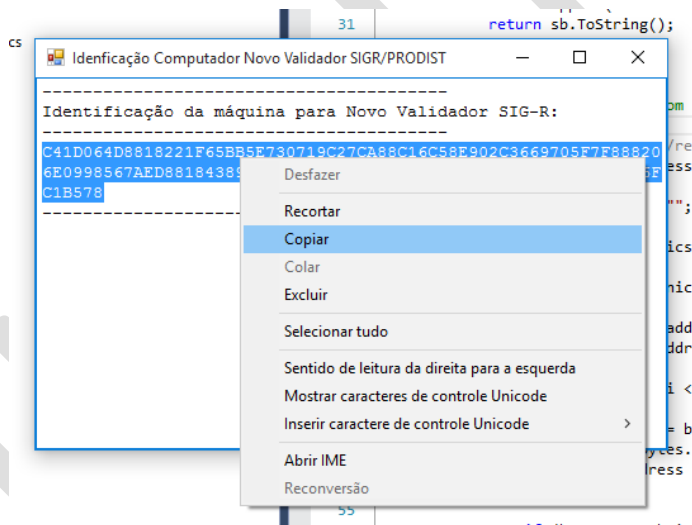 31 return sb.ToString();
cs
Idenficação Computador Novo Validador SIGR/PRODIST
Identificação da máquina para Novo Validador SIG-R:
C41D064D8818221F65BB5E730719C27CA88C16C58E902C3669705F7F88820
6E0998567AED88184389
C1B578
Desfazer
Recortar
Copiar
Colar
Excluir
Selecionar tudo
Sentido de leitura da direita para a esquerda
Mostrar caracteres de controle Unicode
Inserir caractere de controle Unicode
Abrir IME
Reconversão
55